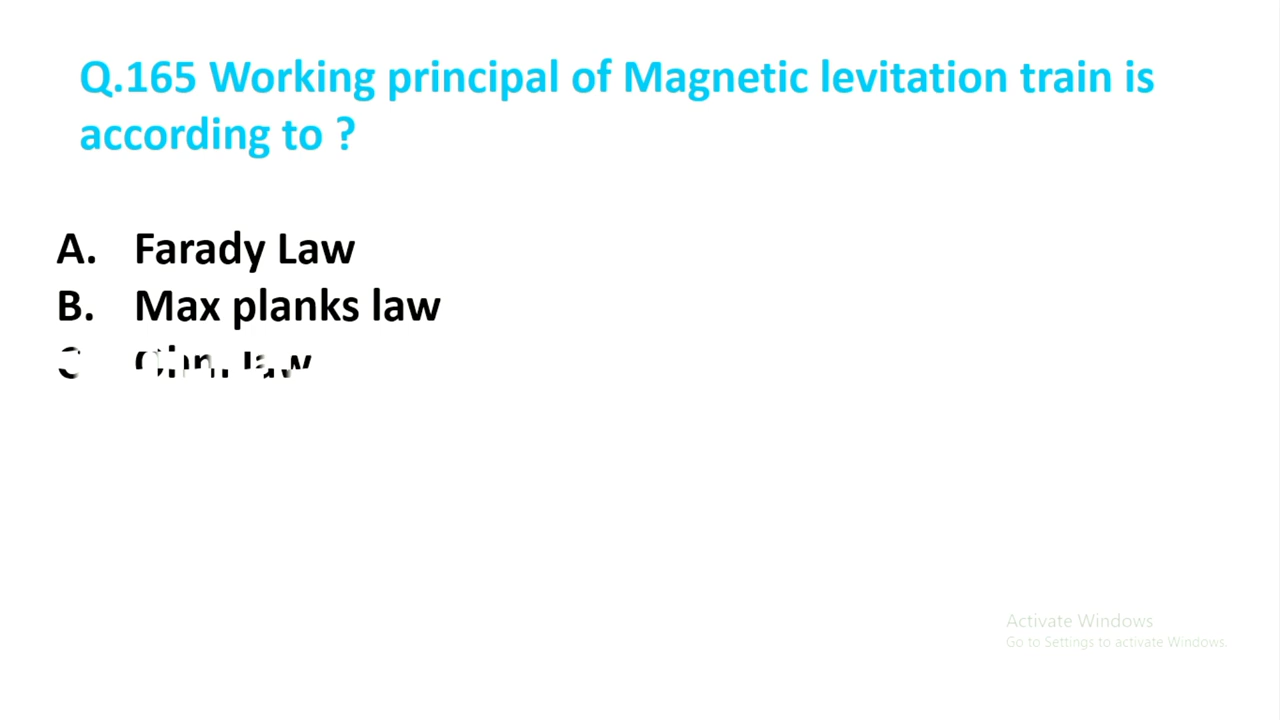 Q.165 Working principal of Magnetic levitation train is
according to ?
A. Farady Law
B. Max planks law
C law
Activate Windows
Go to Settings to activate Windows.